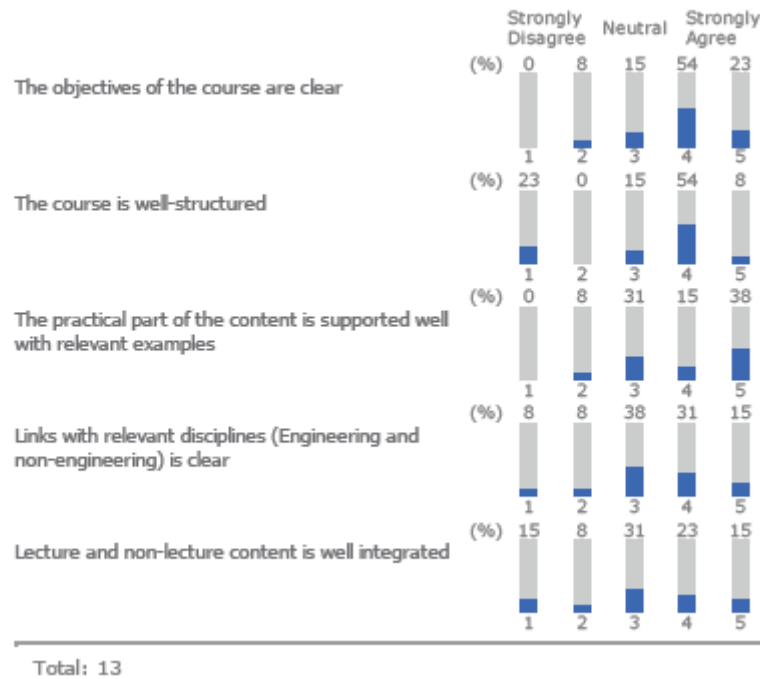 Strongly Disagree Neutral Strongly Agree
(%) 0 8 15 54 23
The objectives of the course are clear
1 2 3 4 5
(%) 23 0 15 54 8
The course is well-structured
1 2 3 4 5
(%) 0 8 31 15 38
The practical part of the content is supported well
with relevant examples
1 2 3 4 5
(%) 8 8 38 31 15
Links with relevant disciplines (Engineering and
non-engineering) is clear
1 2 3 4 5
(%) 15 8 31 23 15
Lecture and non-lecture content is well integrated
1 2 3 4 5
Total: 13